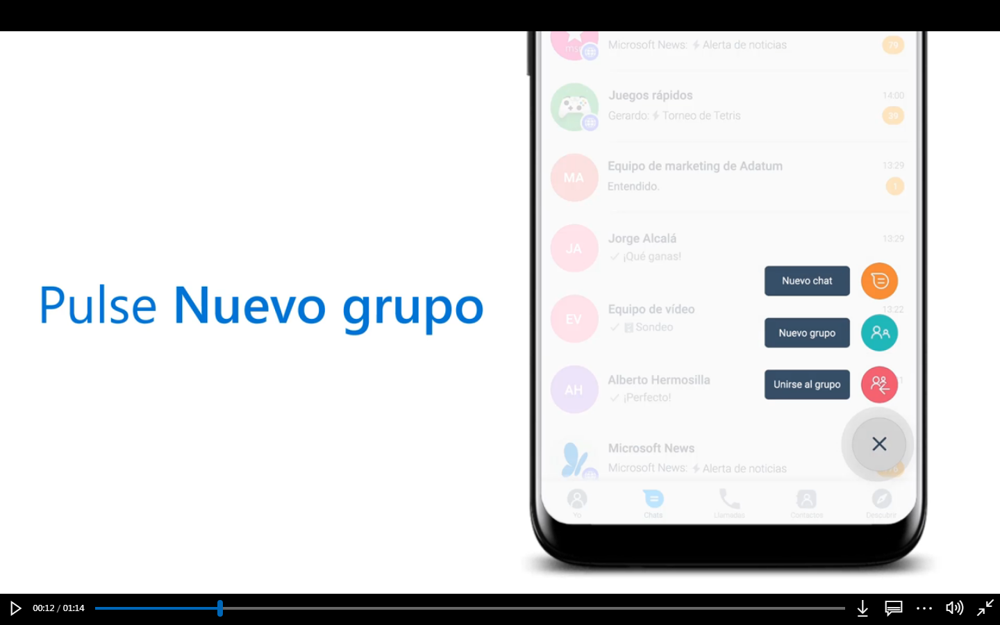 Pulse Nuevo grupo
msn
Microsoft News: Alerta de noticias
79
Juegos rápidos
14:00
Gerardo: Torneo de Tetris
39
MA
Equipo de marketing de Adatum
13:29
Entendido.
1
JA
Jorge Alcalá
13:29
¡Qué ganas!
Nuevo chat
EV
Equipo de vídeo
13:22
Sondeo
Nuevo grupo
AH
Alberto Hermosilla
¡Perfecto!
Unirse al grupo
Microsoft News
Microsoft News: Alerta de noticias
Yo
Chats
Llamadas
Contactos
Descubrir
00:12 / 01:14